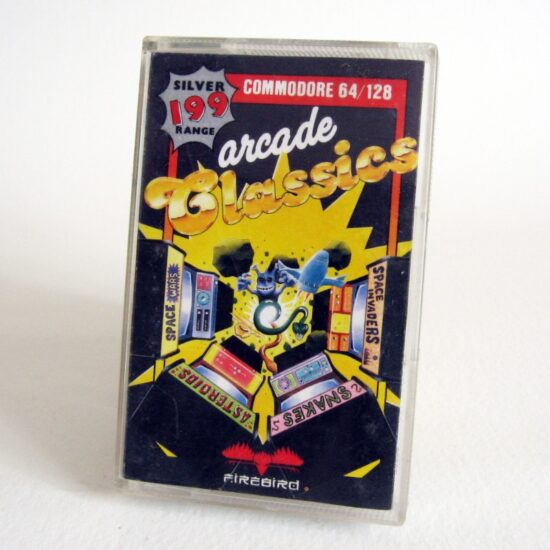 SILVER
199
RANGE
COMMODORE 64/128
arcade
Classics
SPACE WARS
SPACE INVADERS
ASTEROIDS
SNAKES
FIREBIRD